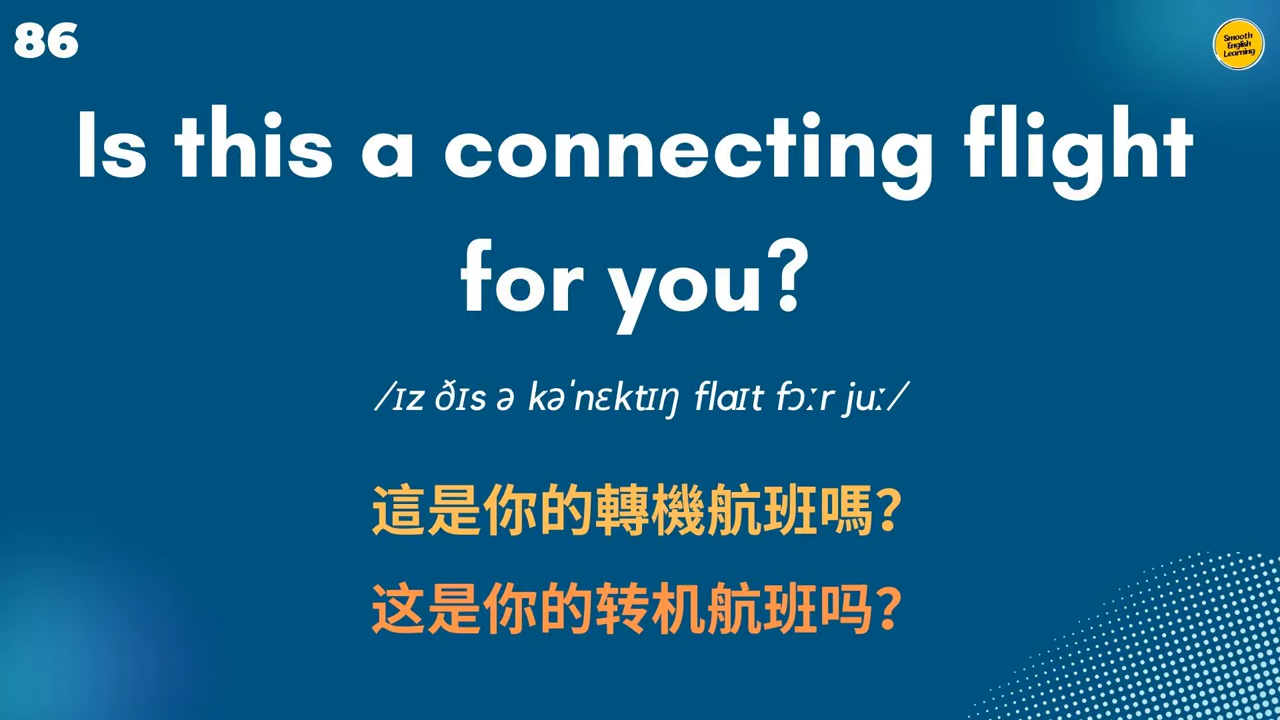 86
Smooth
English
Learning
Is this a connecting flight
for you?
/ɪz ðɪs ə kəˈnɛktɪŋ flaɪt fɔːr juː/
這是你的轉機航班嗎?
这是你的转机航班吗?